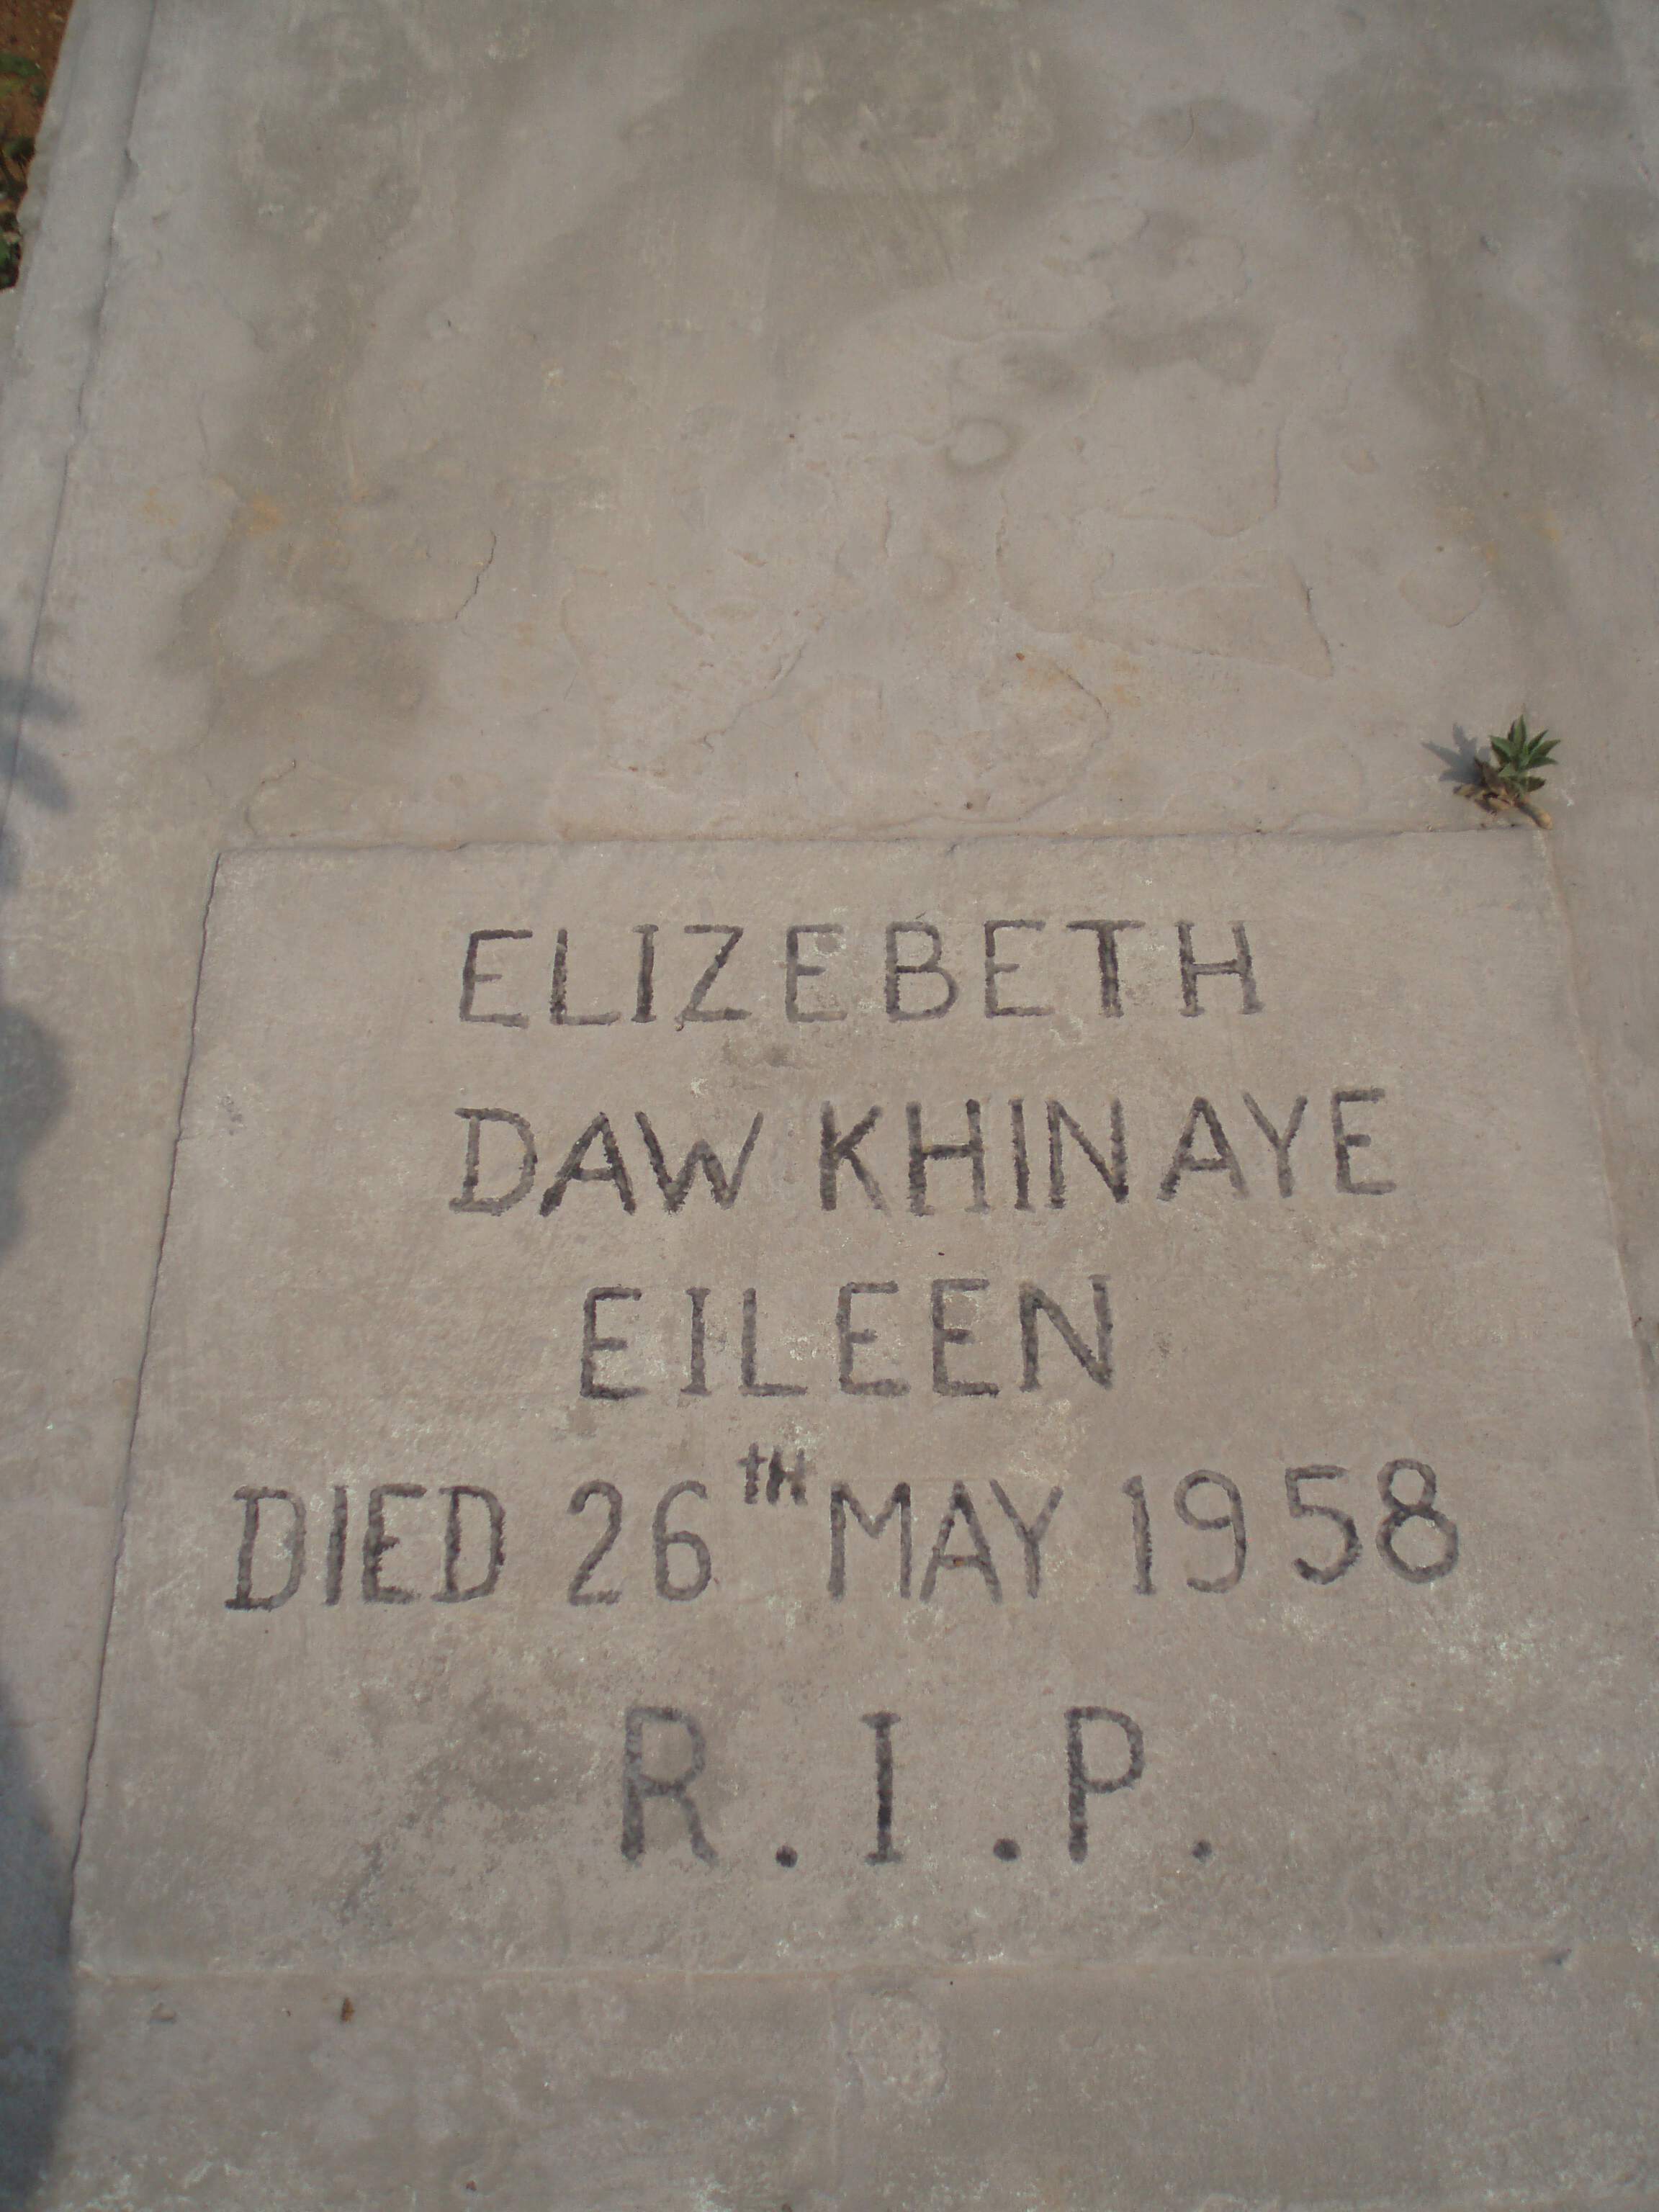 ELIZEBETH
DAW KHIN AYE
EILEEN
DIED 26TH MAY 1958
R.I.P.